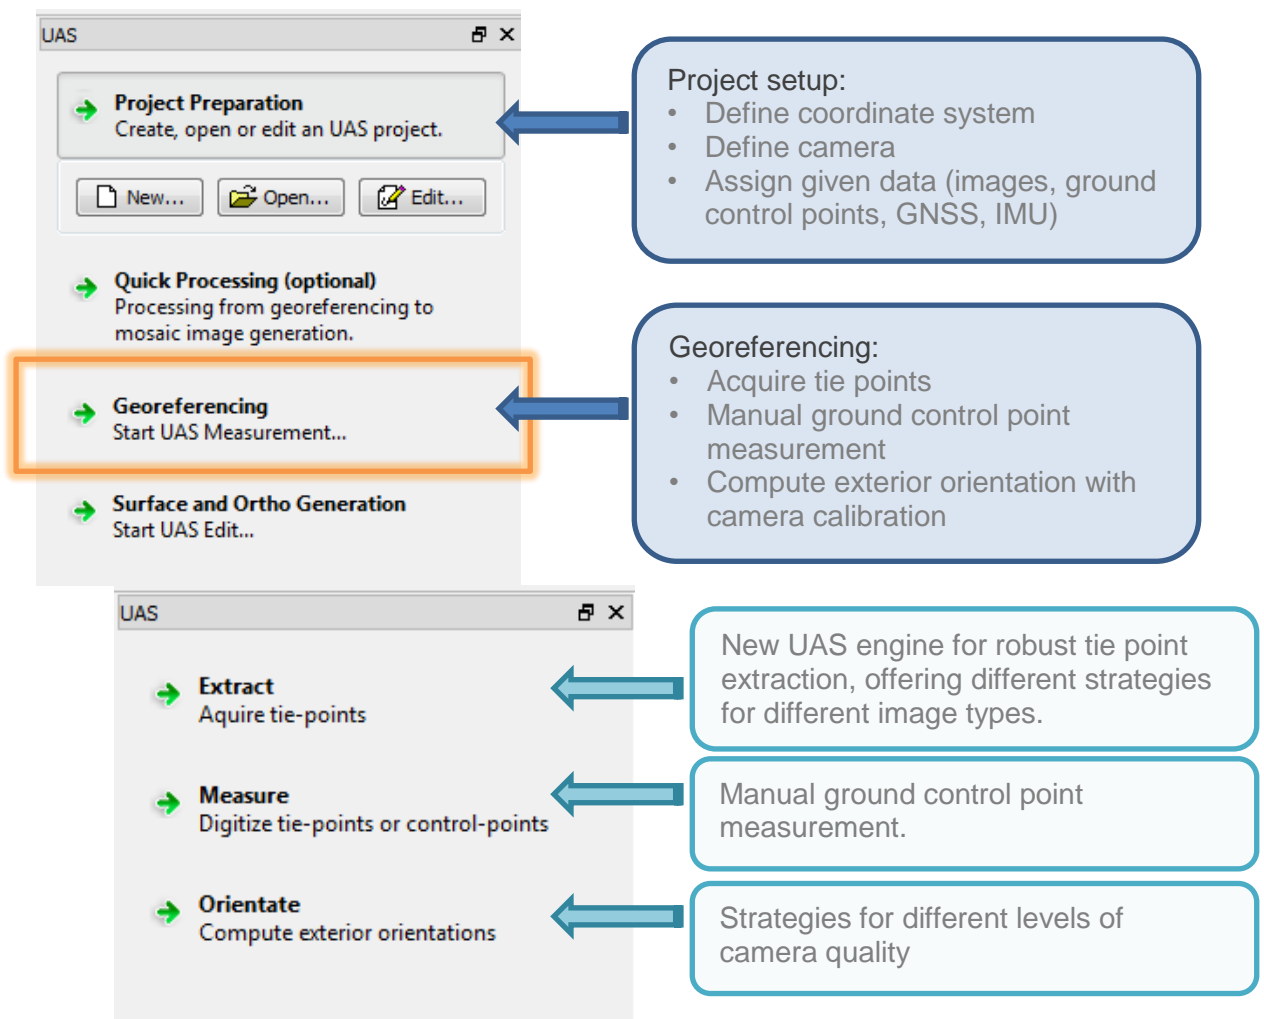 UAS
Project Preparation
Create, open or edit an UAS project.
New...
Open...
Edit...
Quick Processing (optional)
Processing from georeferencing to
mosaic image generation.
Georeferencing
Start UAS Measurement...
Surface and Ortho Generation
Start UAS Edit...
Project setup:
• Define coordinate system
• Define camera
• Assign given data (images, ground
control points, GNSS, IMU)
Georeferencing:
• Acquire tie points
• Manual ground control point
measurement
• Compute exterior orientation with
camera calibration
UAS
Extract
Aquire tie-points
Measure
Digitize tie-points or control-points
Orientate
Compute exterior orientations
New UAS engine for robust tie point
extraction, offering different strategies
for different image types.
Manual ground control point
measurement.
Strategies for different levels of
camera quality